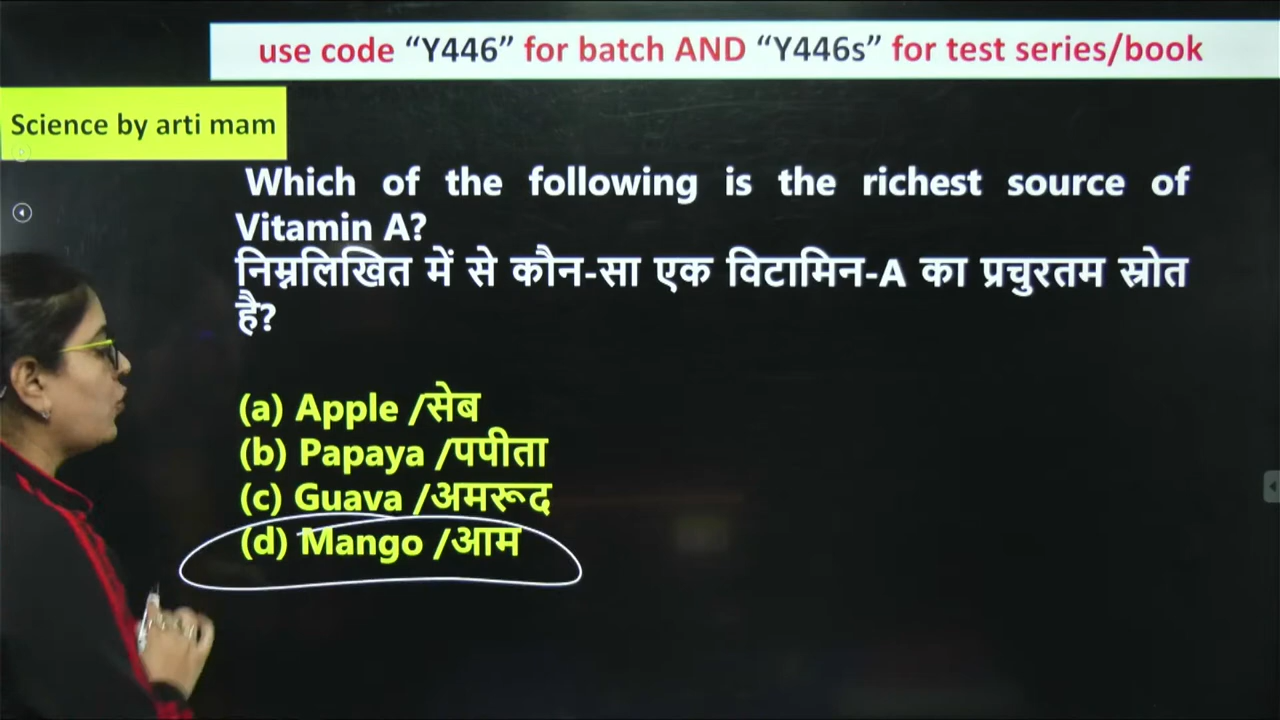 use code “Y446” for batch AND “Y446s” for test series/book
Science by arti mam
Which of the following is the richest source of
Vitamin A?
निम्नलिखित में से कौन-सा एक विटामिन-A का प्रचुरतम स्रोत
है?
(a) Apple /सेब
(b) Papaya /पपीता
(c) Guava /अमरूद
(d) Mango /आम